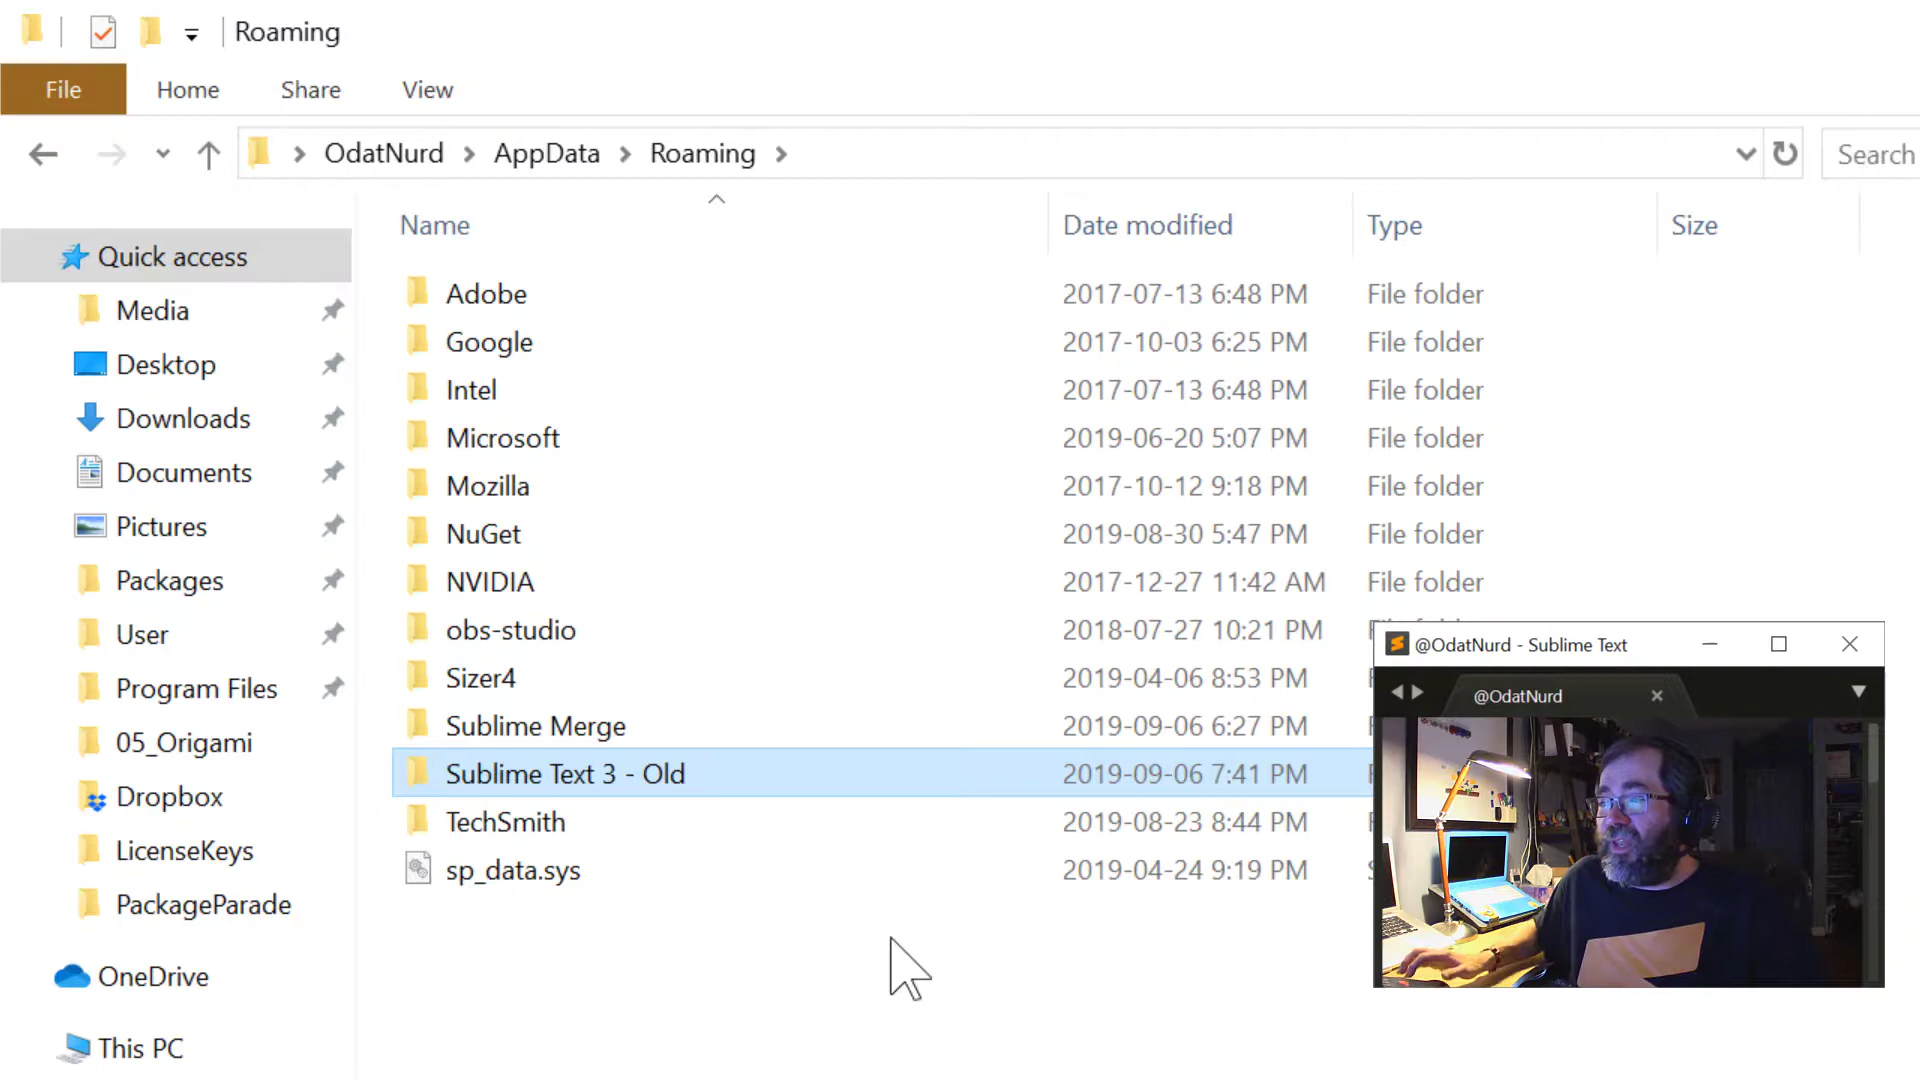 Roaming
File Home Share View
OdatNurd AppData Roaming Search
Name Date modified Type Size
Quick access
Media
Desktop
Downloads
Documents
Pictures
Packages
User
Program Files
05_Origami
Dropbox
LicenseKeys
PackageParade
OneDrive
This PC
Adobe 2017-07-13 6:48 PM File folder
Google 2017-10-03 6:25 PM File folder
Intel 2017-07-13 6:48 PM File folder
Microsoft 2019-06-20 5:07 PM File folder
Mozilla 2017-10-12 9:18 PM File folder
NuGet 2019-08-30 5:47 PM File folder
NVIDIA 2017-12-27 11:42 AM File folder
obs-studio 2018-07-27 10:21 PM
Sizer4 2019-04-06 8:53 PM
Sublime Merge 2019-09-06 6:27 PM
Sublime Text 3 - Old 2019-09-06 7:41 PM
TechSmith 2019-08-23 8:44 PM
sp_data.sys 2019-04-24 9:19 PM
@OdatNurd - Sublime Text
@OdatNurd